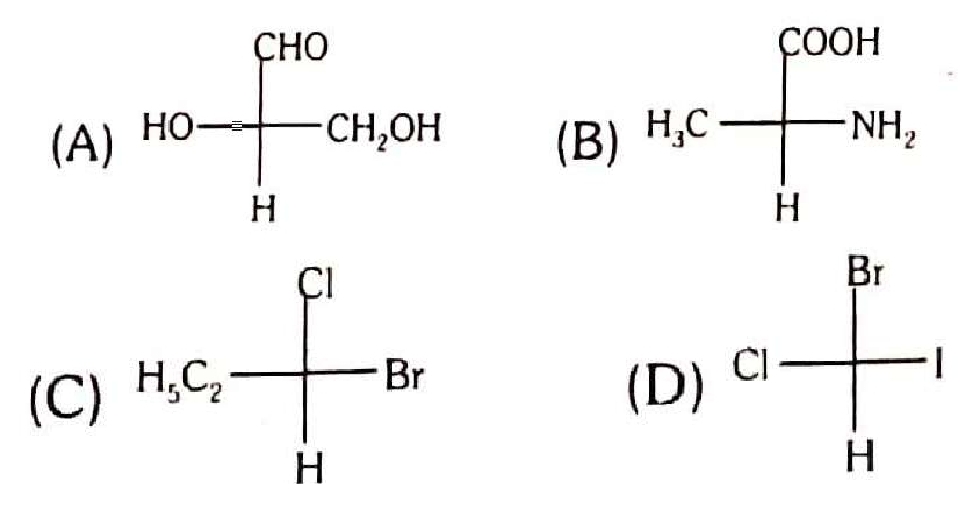 CHO
(A) HO CH₂OH
H
COOH
(B) H₃C NH₂
H
Cl
(C) H₅C₂ Br
H
Br
(D) Cl I
H